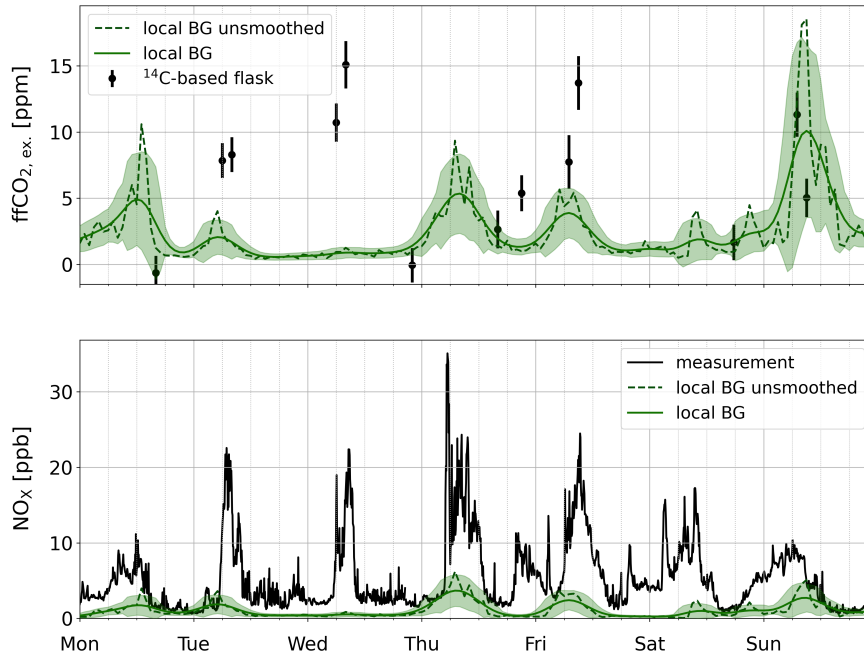 ffCO2, ex. [ppm]
15
10
5
0
local BG unsmoothed
local BG
14C-based flask
NOX [ppb]
30
20
10
0
measurement
local BG unsmoothed
local BG
Mon Tue Wed Thu Fri Sat Sun